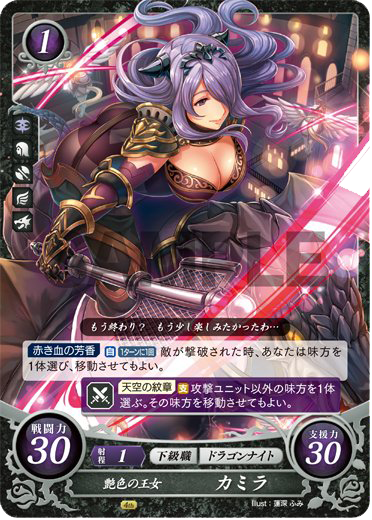 1
SAMPLE
もう終わり? もう少し楽しみたかったわ…
赤き血の芳香 自 1ターンに1回 敵が撃破された時、あなたは味方を
1体選び、移動させてもよい。
天空の紋章 支 攻撃ユニット以外の味方を1体
選ぶ。その味方を移動させてもよい。
戦闘力 30
射程 1
下級職 ドラゴンナイト
支援力 30
艶色の王女 カミラ
4th
Illust:蓮深 ふみ